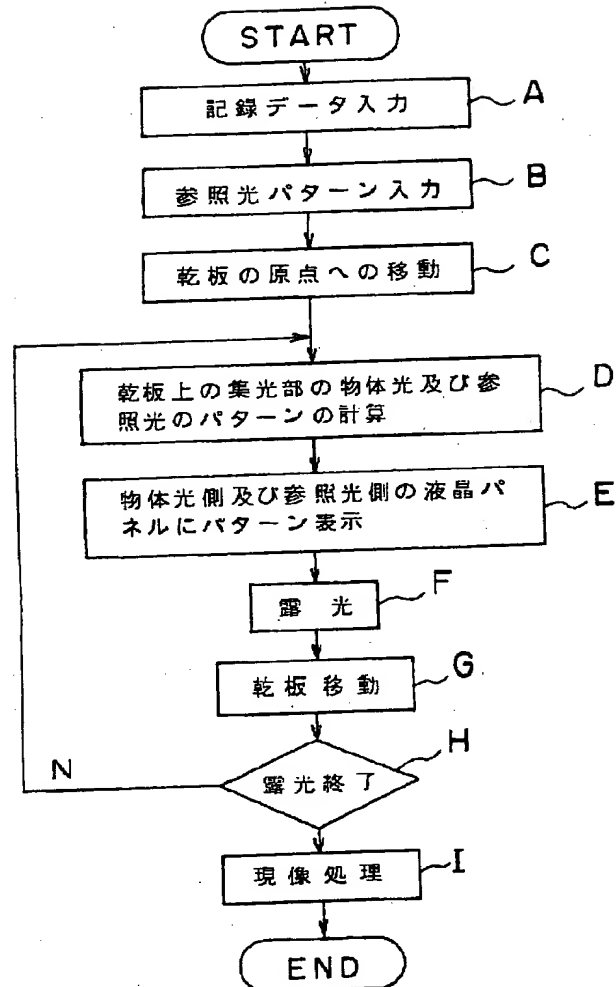 START
記録データ入力
A
参照光パターン入力
B
乾板の原点への移動
C
乾板上の集光部の物体光及び参
照光のパターンの計算
D
物体光側及び参照光側の液晶パ
ネルにパターン表示
E
露光
F
乾板移動
G
露光終了
H
N
現像処理
I
END